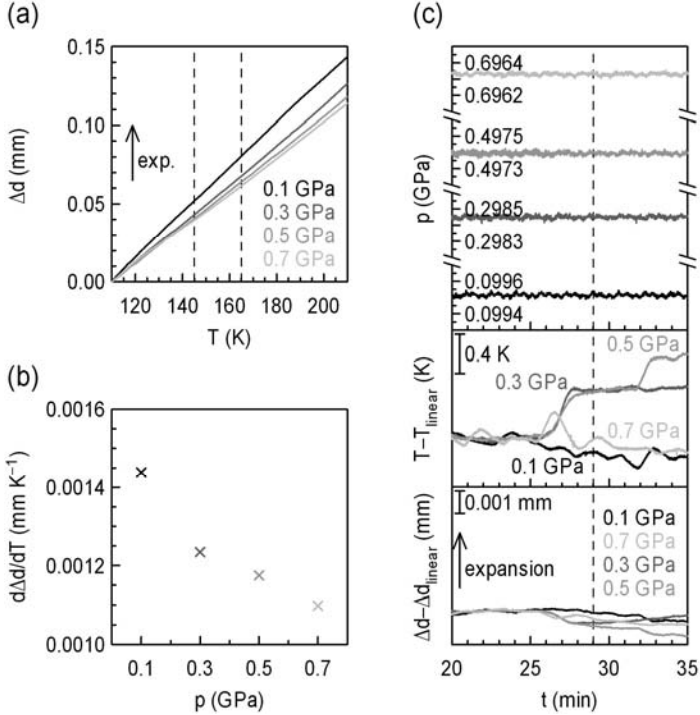 (a)
0.15
0.10
0.05
0.00
Δd (mm)
exp.
0.1 GPa
0.3 GPa
0.5 GPa
0.7 GPa
120 140 160 180 200
T (K)
(b)
0.0016
0.0014
0.0012
0.0010
dΔd/dT (mm K⁻¹)
0.1 0.3 0.5 0.7
p (GPa)
(c)
0.6964
0.6962
0.4975
0.4973
0.2985
0.2983
0.0996
0.0994
p (GPa)
0.4 K
0.5 GPa
0.3 GPa
0.7 GPa
0.1 GPa
T−T_linear (K)
0.001 mm
expansion
0.1 GPa
0.7 GPa
0.3 GPa
0.5 GPa
Δd−Δd_linear (mm)
20 25 30 35
t (min)